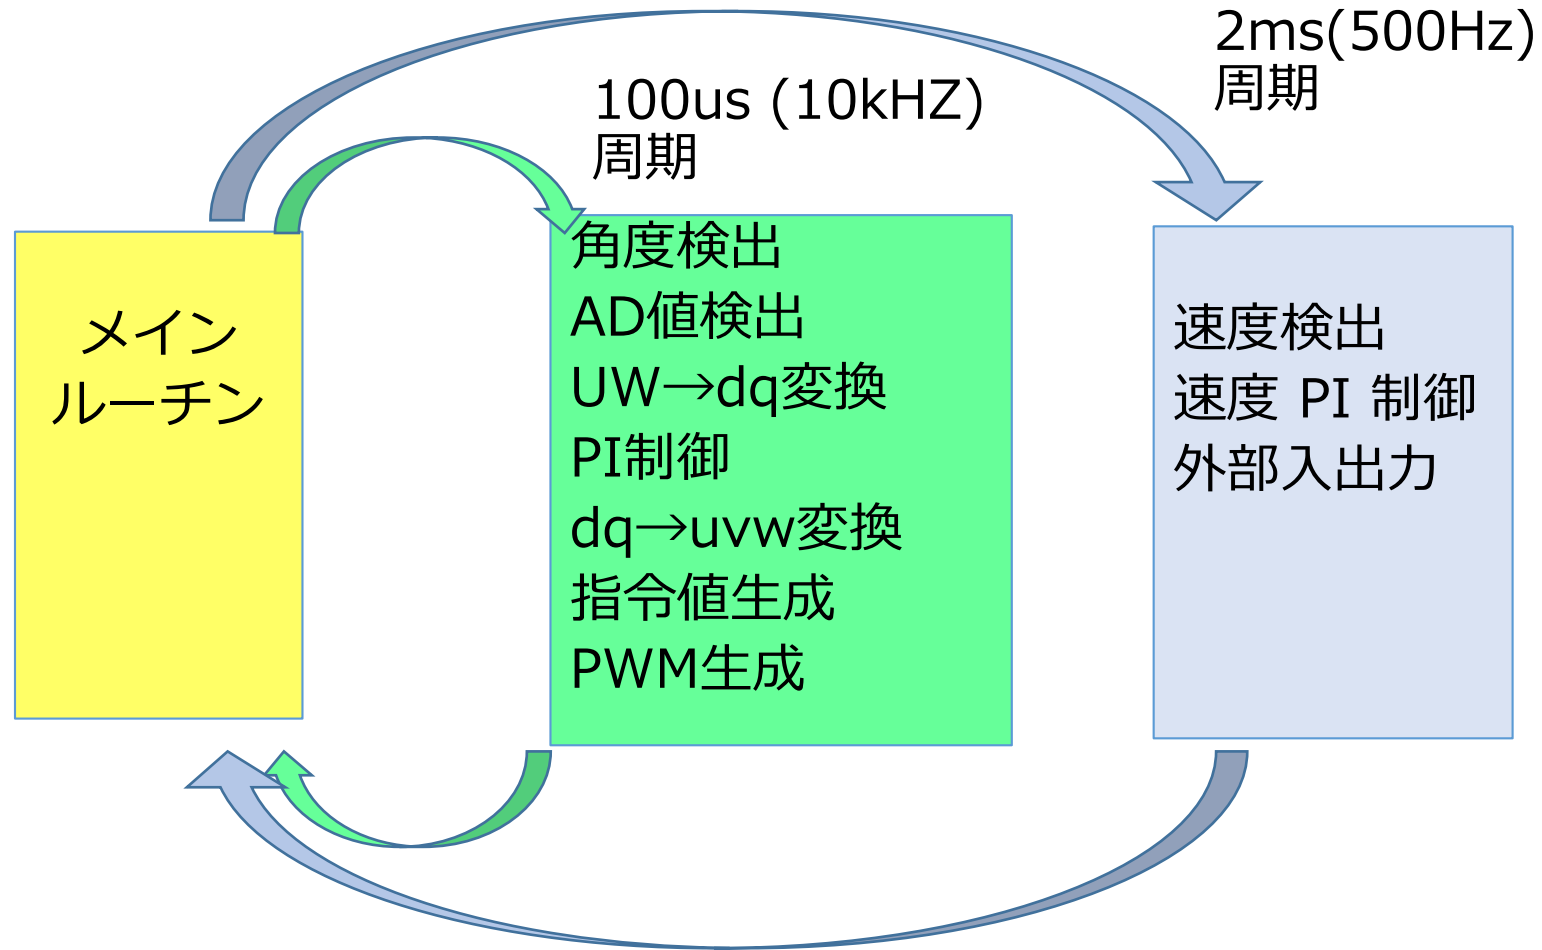 2ms(500Hz)
周期
100us (10kHZ)
周期
メイン
ルーチン
角度検出
AD値検出
UW→dq変換
PI制御
dq→uvw変換
指令値生成
PWM生成
速度検出
速度 PI 制御
外部入出力